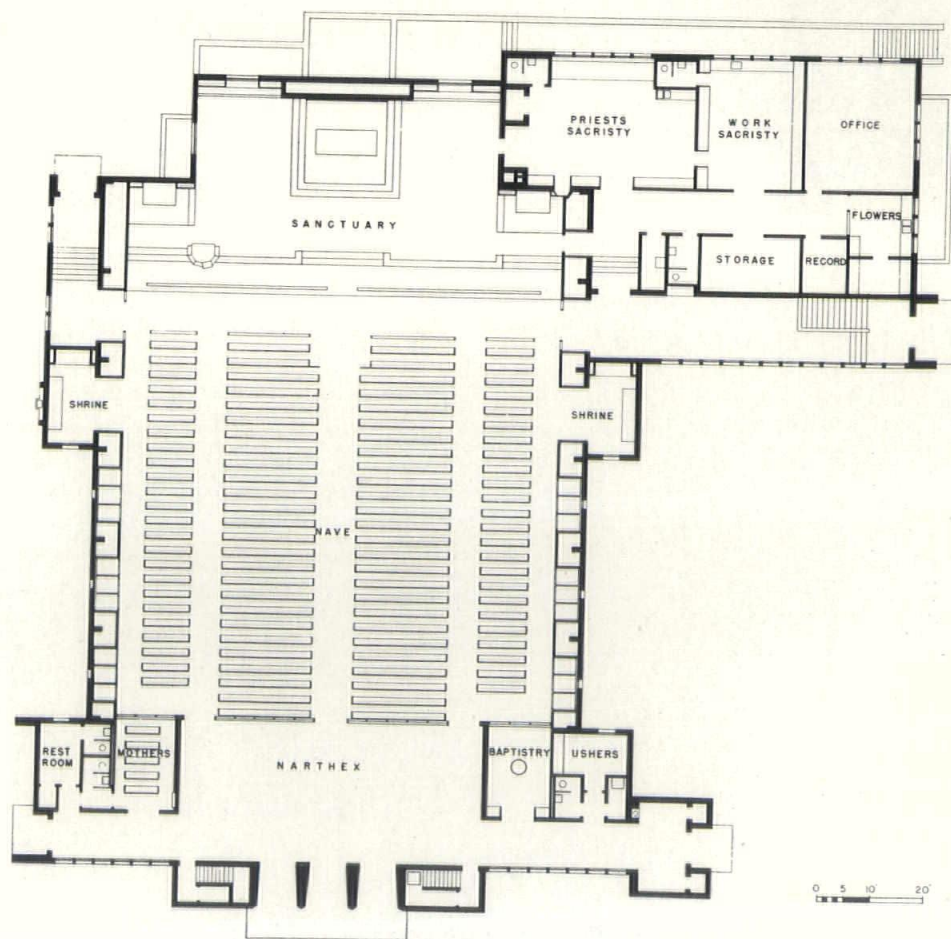 PRIESTS
SACRISTY
WORK
SACRISTY
OFFICE
SANCTUARY
FLOWERS
STORAGE
RECORD
SHRINE
SHRINE
NAVE
REST
ROOM
MOTHERS
NARTHEX
BAPTISTRY
USHERS
0 5 10 20'